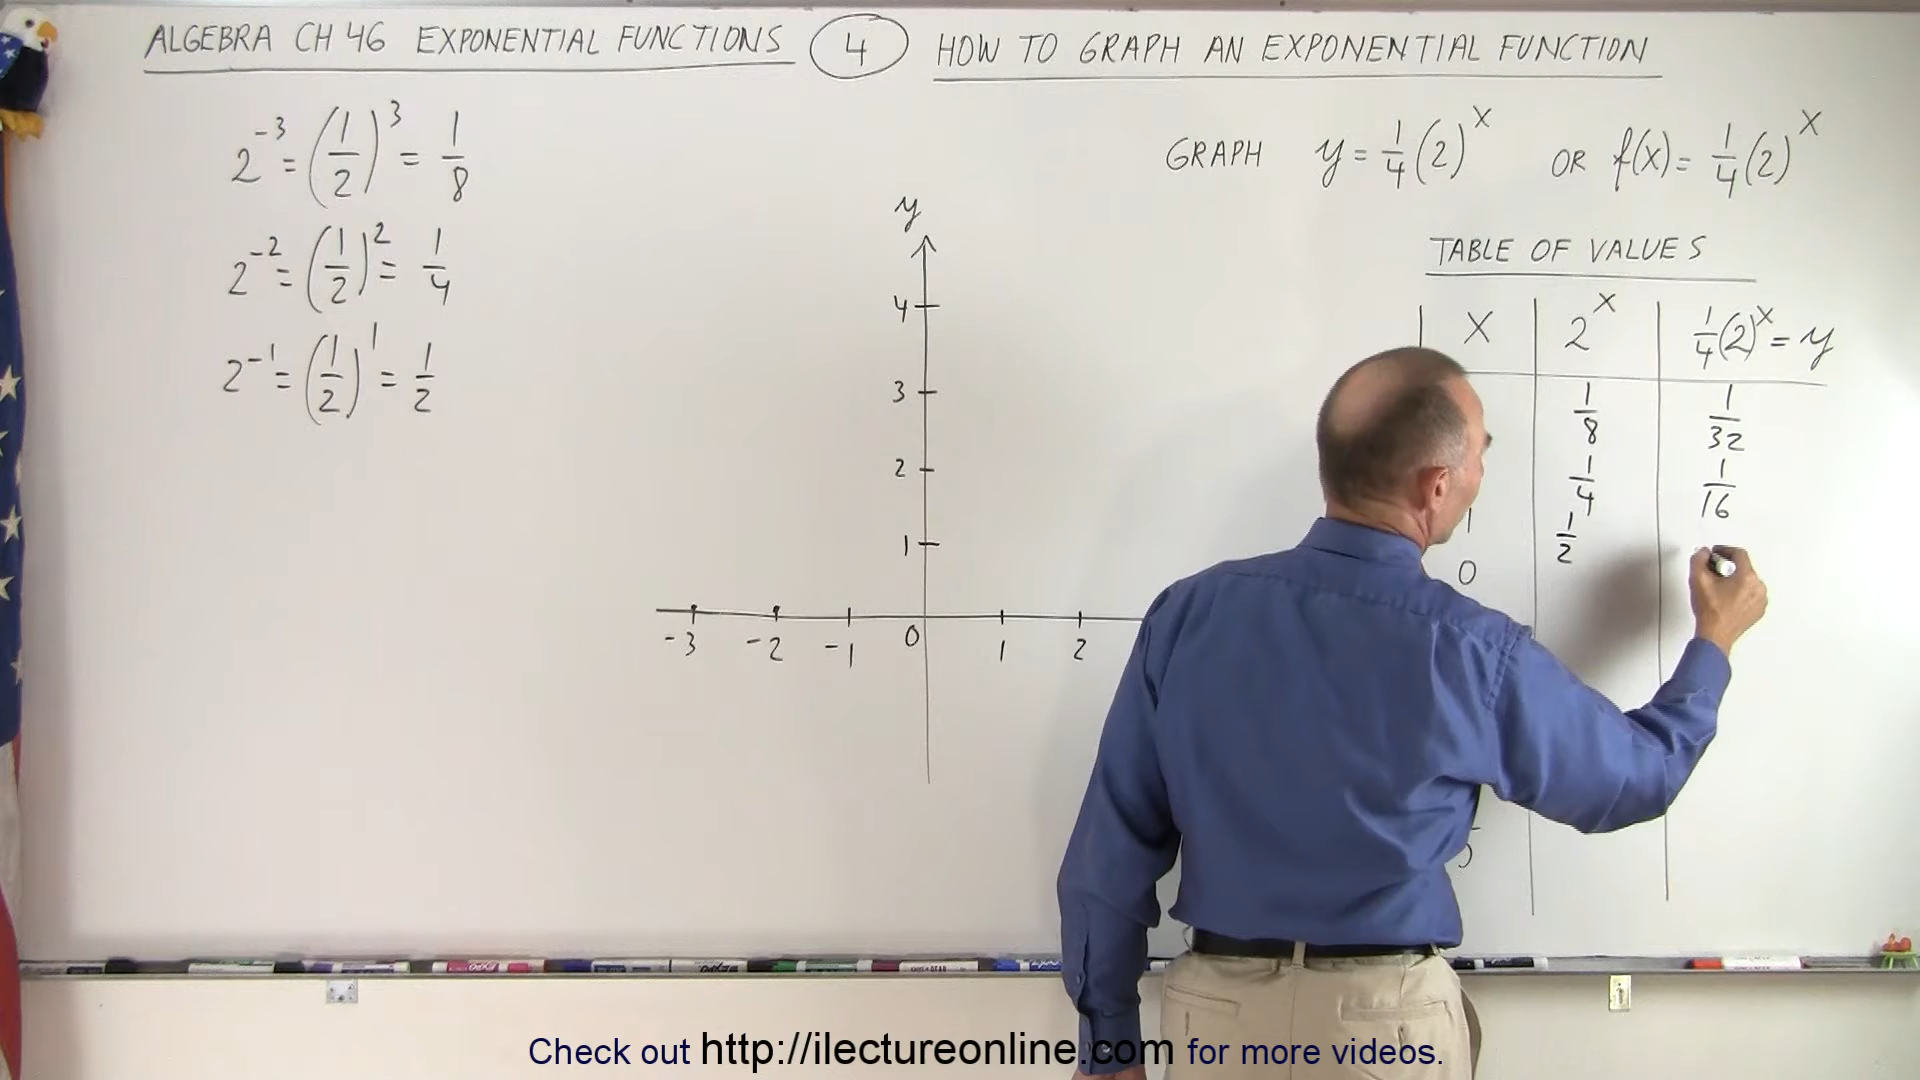 ALGEBRA CH 46 EXPONENTIAL FUNCTIONS 4 HOW TO GRAPH AN EXPONENTIAL FUNCTION
2^-3 = (1/2)^3 = 1/8
2^-2 = (1/2)^2 = 1/4
2^-1 = (1/2)^1 = 1/2
GRAPH y = 1/4 (2)^x OR f(x) = 1/4 (2)^x
y
4
3
2
1
-3 -2 -1 0 1 2
TABLE OF VALUES
x 2^x 1/4 (2)^x = y
1/8 1/32
1/4 1/16
1 1/2
0
5
Check out http://ilectureonline.com for more videos.